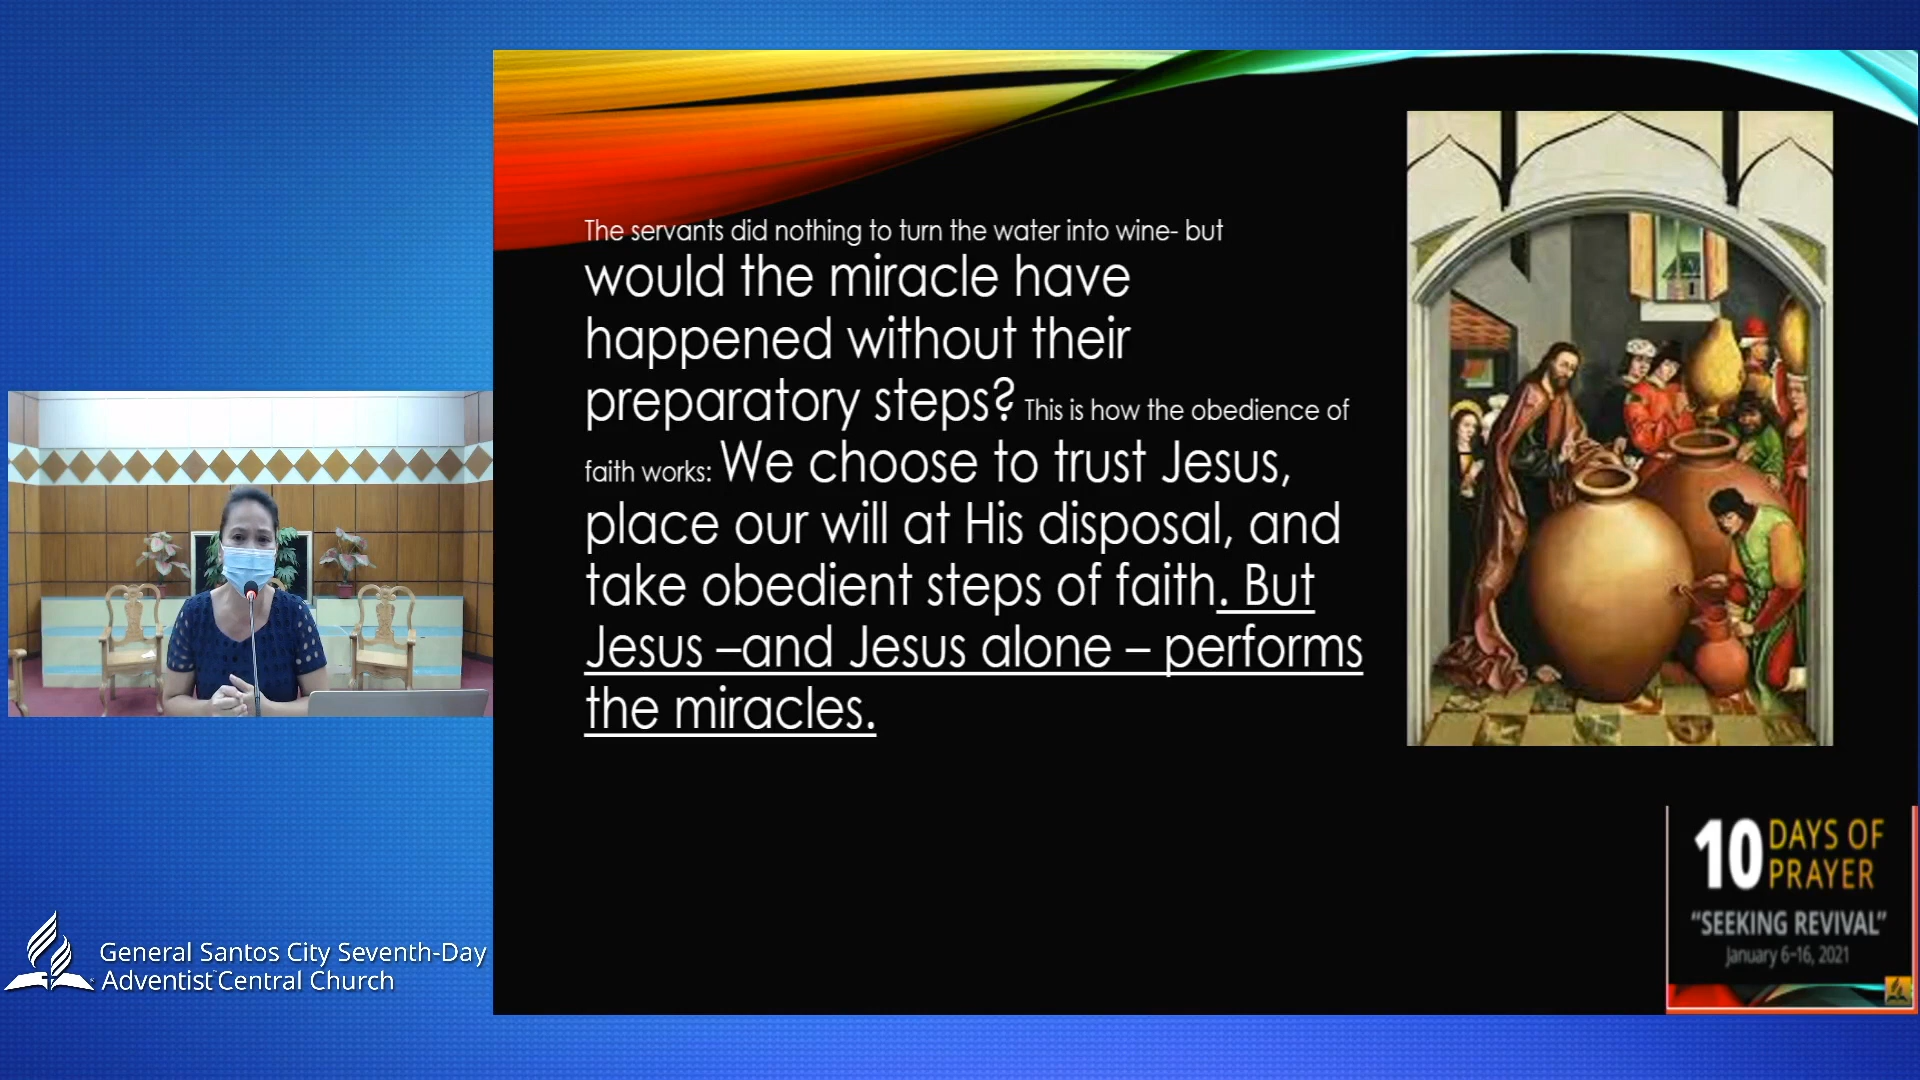 The servants did nothing to turn the water into wine- but
would the miracle have
happened without their
preparatory steps? This is how the obedience of
faith works: We choose to trust Jesus,
place our will at His disposal, and
take obedient steps of faith. But
Jesus –and Jesus alone – performs
the miracles.
10 DAYS OF
PRAYER
“SEEKING REVIVAL”
January 6-16, 2021
General Santos City Seventh-Day
Adventist Central Church